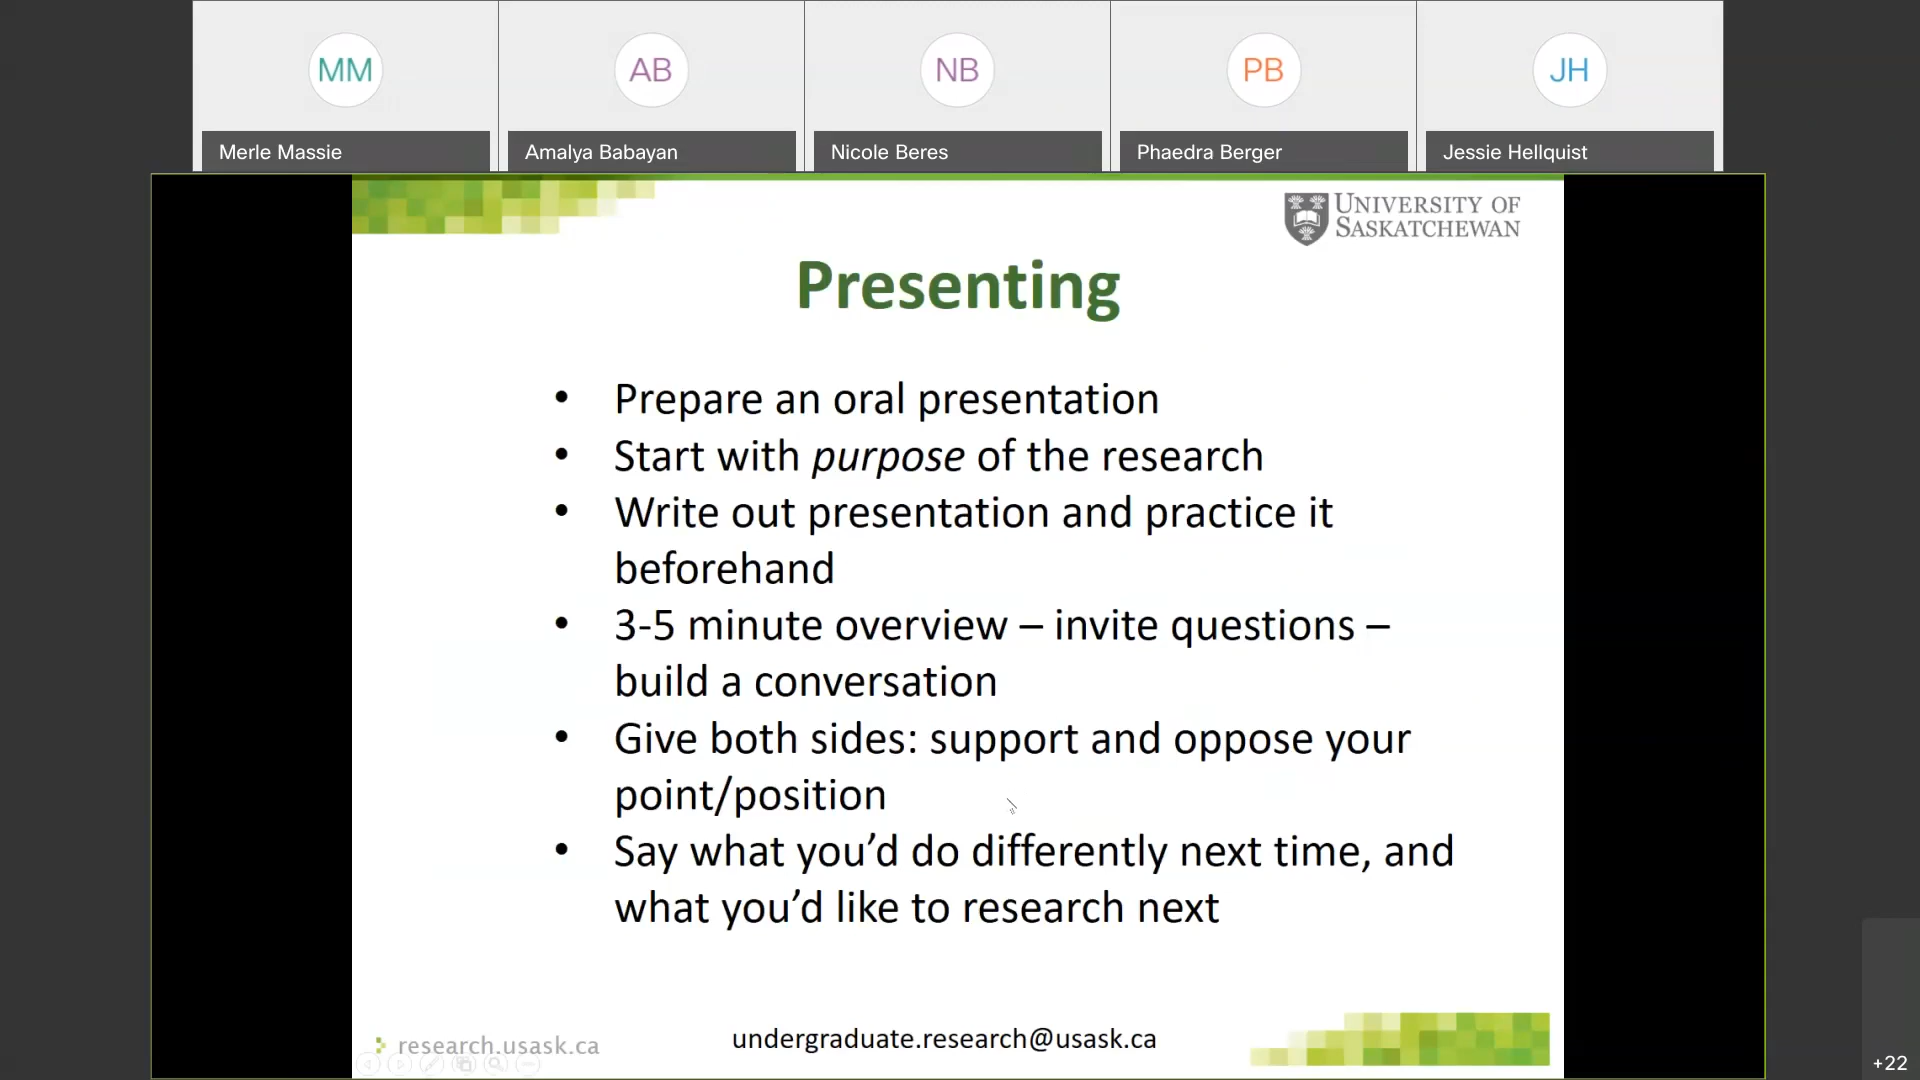 MM
AB
NB
PB
JH
Merle Massie
Amalya Babayan
Nicole Beres
Phaedra Berger
Jessie Hellquist
UNIVERSITY OF
SASKATCHEWAN
Presenting
• Prepare an oral presentation
• Start with purpose of the research
• Write out presentation and practice it
beforehand
• 3-5 minute overview – invite questions –
build a conversation
• Give both sides: support and oppose your
point/position
• Say what you’d do differently next time, and
what you’d like to research next
research.usask.ca
undergraduate.research@usask.ca
+22